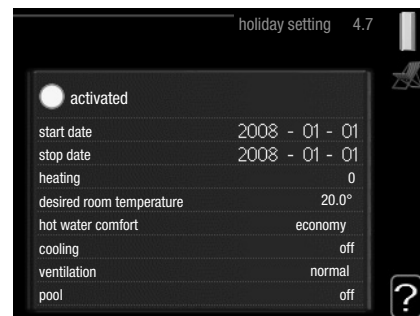 holiday setting 4.7
activated
start date 2008 - 01 - 01
stop date 2008 - 01 - 01
heating 0
desired room temperature 20.0°
hot water comfort economy
cooling off
ventilation normal
pool off
?